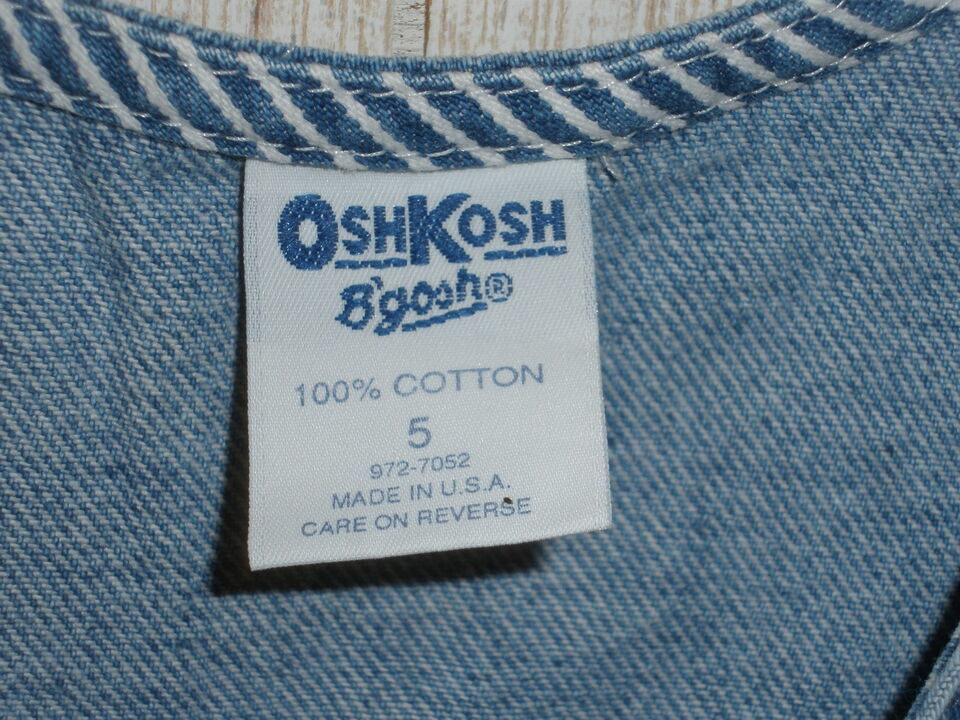 OSHKOSH
B'gosh®
100% COTTON
5
972-7052
MADE IN U.S.A.
CARE ON REVERSE